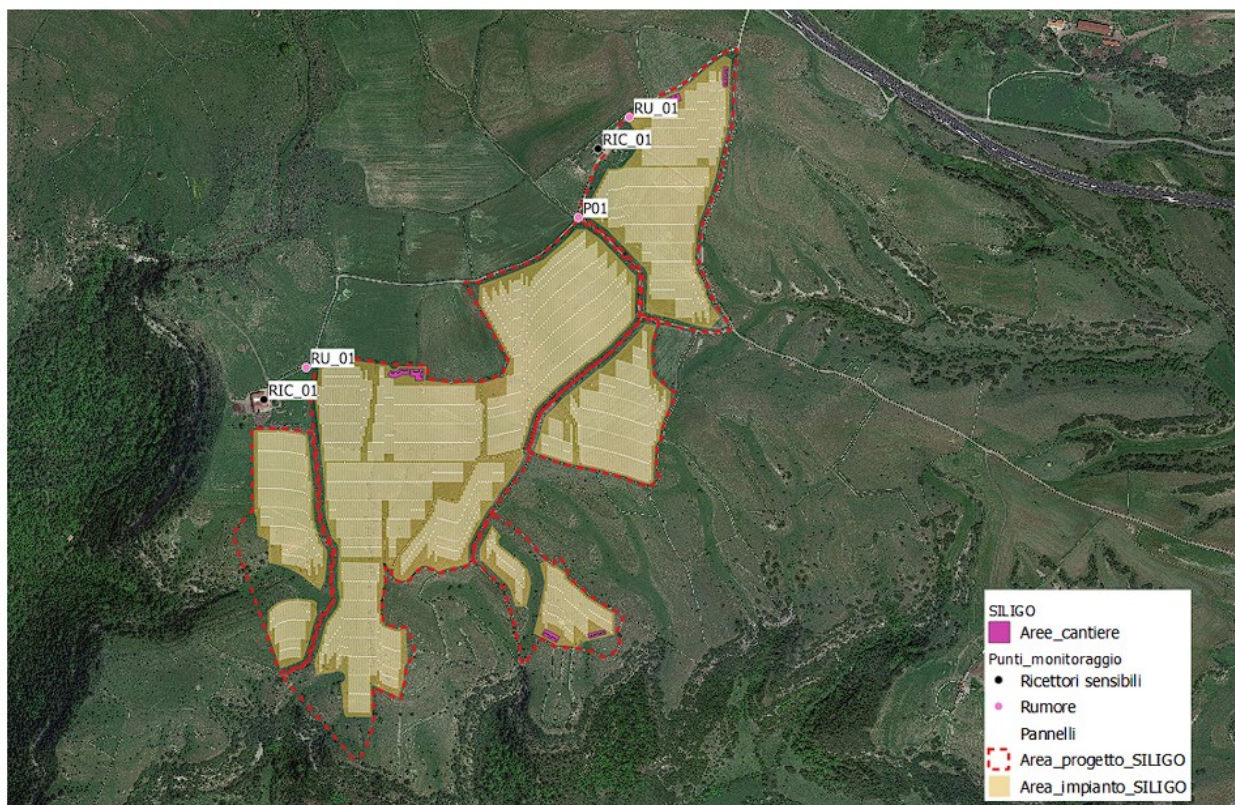 RU_01
RIC_01
P01
RU_01
RIC_01
SILIGO
Aree_cantiere
Punti_monitoraggio
Ricettori sensibili
Rumore
Pannelli
Area_progetto_SILIGO
Area_impianto_SILIGO